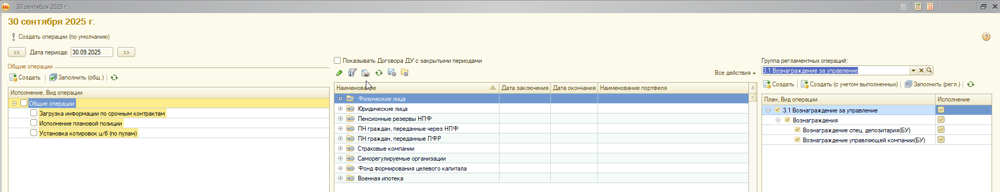 30 сентября 2025 г.
30 сентября 2025 г.
Создать операции (по умолчанию)
<< Дата периода: 30.09.2025 >>
Общие операции
Создать Заполнить (общ.)
Исполнение, Вид операции
Общие операции
Загрузка информации по срочным контрактам
Исполнение плановой позиции
Установка котировок ц/б (по пулам)
Показывать Договора ДУ с закрытыми периодами
Все действия
Наименование Дата заключения Дата окончания Наименование портфеля
Физические лица
Юридические лица
Пенсионные резервы НПФ
ПН граждан, переданные через НПФ
ПН граждан, переданные ПФР
Страховые компании
Саморегулируемые организации
Фонд формирования целевого капитала
Военная ипотека
Группа регламентных операций:
3.1 Вознаграждение за управление
Создать Создать (с учетом выполненных) Заполнить (регл.)
План, Вид операции Исполнение
3.1 Вознаграждение за управление
Вознаграждения
Вознаграждение спец. депозитария(БУ)
Вознаграждение управляющей компании(БУ)